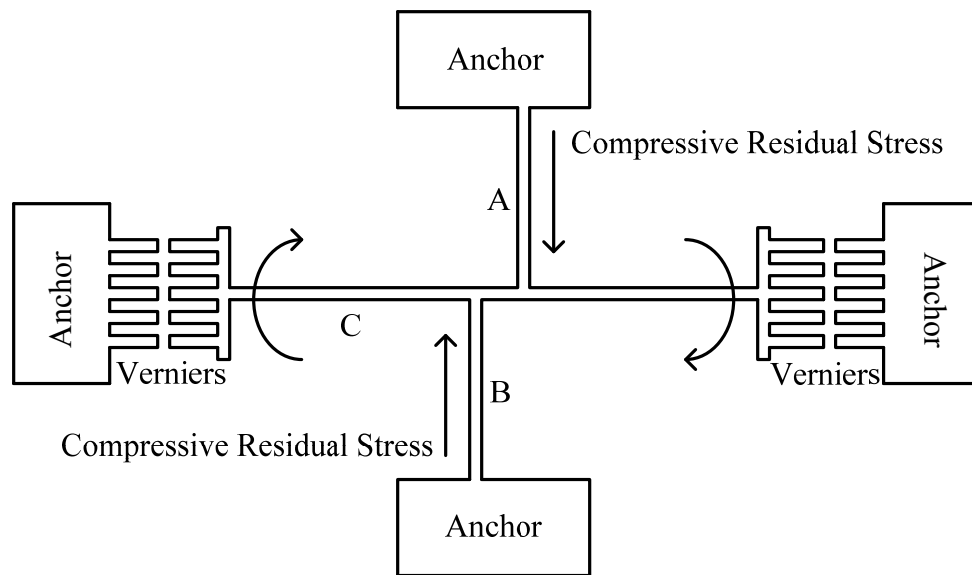 Anchor
Compressive Residual Stress
A
Anchor
Anchor
C
Verniers
Verniers
B
Compressive Residual Stress
Anchor